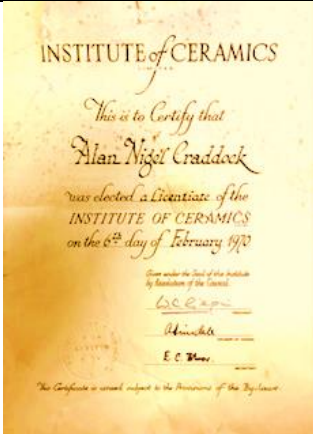 INSTITUTE of CERAMICS
LIMITED
This is to Certify that
Alan Nigel Craddock
was elected a Licentiate of the
INSTITUTE OF CERAMICS
on the 6th day of February 1970
Given under the Seal of the Institute
by Resolution of the Council.
E. C.
This Certificate is issued subject to the Provisions of the Bye-laws.